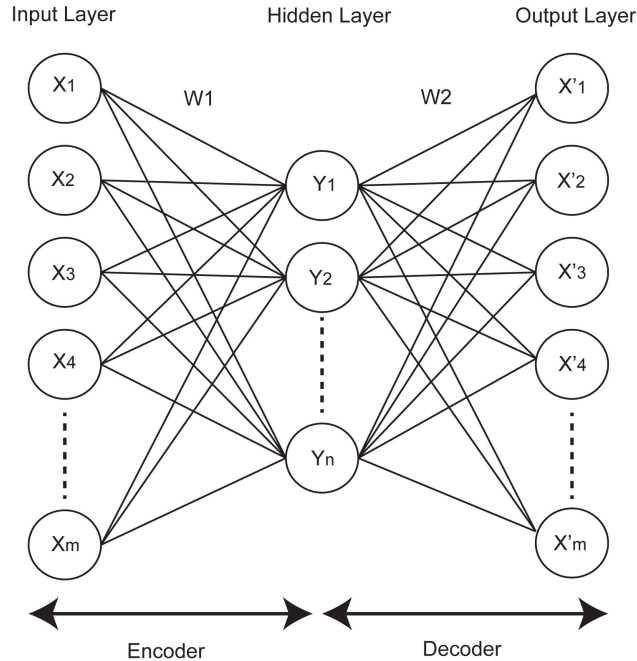 Input Layer
Hidden Layer
Output Layer
W1
W2
X1
X'1
X2
Y1
X'2
X3
Y2
X'3
X4
X'4
Yn
Xm
X'm
Encoder
Decoder